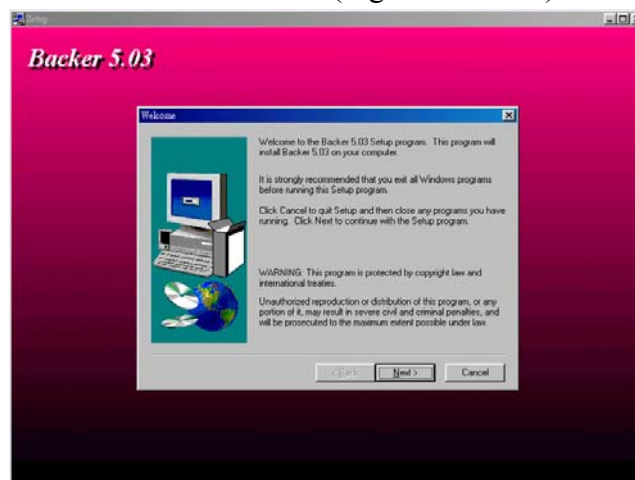 Setup
Backer 5.03
Welcome
Welcome to the Backer 5.03 Setup program. This program will
install Backer 5.03 on your computer.
It is strongly recommended that you exit all Windows programs
before running this Setup program.
Click Cancel to quit Setup and then close any programs you have
running. Click Next to continue with the Setup program.
WARNING: This program is protected by copyright law and
international treaties.
Unauthorized reproduction or distribution of this program, or any
portion of it, may result in severe civil and criminal penalties, and
will be prosecuted to the maximum extent possible under law.
< Back Next > Cancel